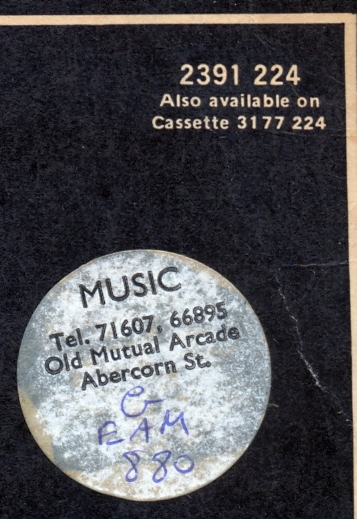 2391 224
Also available on
Cassette 3177 224
MUSIC
Tel. 71607, 66895
Old Mutual Arcade
Abercorn St.
G
EAM
880